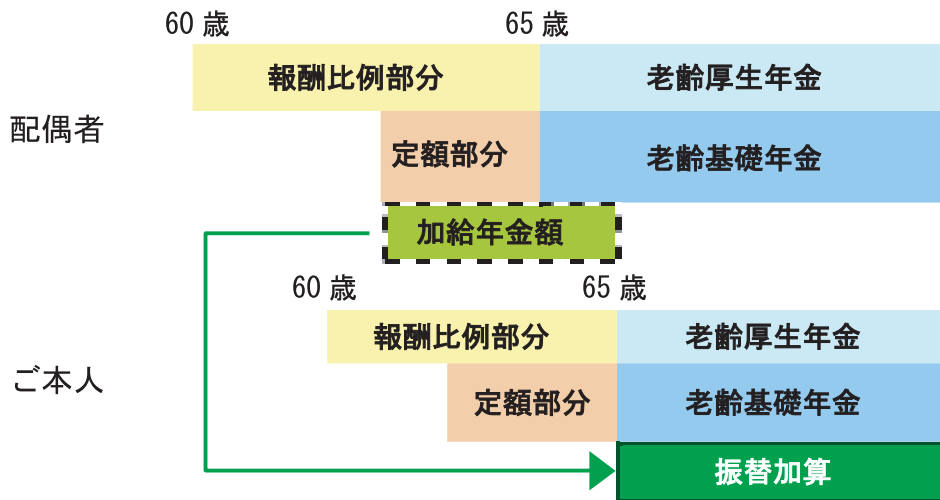 60 歳
65 歳
報酬比例部分
老齢厚生年金
配偶者
定額部分
老齢基礎年金
加給年金額
60 歳
65 歳
報酬比例部分
老齢厚生年金
ご本人
定額部分
老齢基礎年金
振替加算